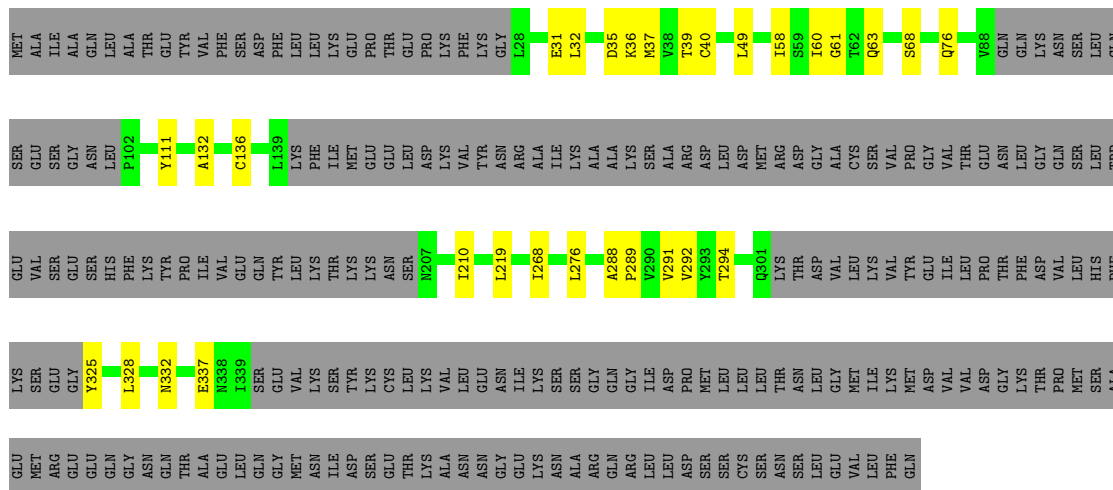 MET ALA ILE ALA GLN LEU ALA THR GLU TYR VAL PHE SER ASP PHE LEU LEU LYS GLU PRO THR GLU PRO LYS PHE LYS GLY L28 E31 L32 D35 K36 M37 V38 T39 C40 L49 I58 S59 I60 G61 T62 Q63 S68 Q76 V88 GLN GLN LYS ASN SER LEU GLN
SER GLU SER GLY ASN LEU P102 Y111 A132 C136 L139 LYS PHE ILE MET GLU GLU LEU ASP LYS VAL TYR ASN ARG ALA ILE LYS ALA ALA LYS SER ALA ARG ASP LEU ASP MET ARG ASP GLY ALA CYS SER VAL PRO GLY VAL THR GLU ASN LEU GLY GLN SER LEU TRP
GLU VAL SER GLU SER HIS PHE LYS TYR PRO ILE VAL GLU GLN TYR LEU LYS THR LYS LYS ASN SER N207 I210 L219 I268 L276 A288 P289 V290 V291 V292 Y293 T294 Q301 LYS THR ASP VAL LEU LYS VAL TYR GLU ILE LEU PRO THR PHE ASP VAL LEU HIS PHE
LYS SER GLU GLY Y325 L328 N332 E337 N338 I339 SER GLU VAL LYS SER TYR LYS CYS LEU LYS VAL LEU GLU ASN ILE LYS SER SER GLY GLN GLY ILE ASP PRO MET LEU LEU LEU THR ASN LEU GLY MET ILE LYS MET ASP VAL VAL ASP GLY LYS THR PRO MET SER ALA
GLU MET ARG GLU GLU GLN GLY ASN GLN THR ALA GLU LEU GLN GLY MET ASN ILE ASP SER GLU THR LYS ALA ASN ASN GLY GLU LYS ASN ALA ARG GLN ARG LEU LEU ASP SER SER CYS SER ASN SER LEU GLU VAL LEU PHE GLN